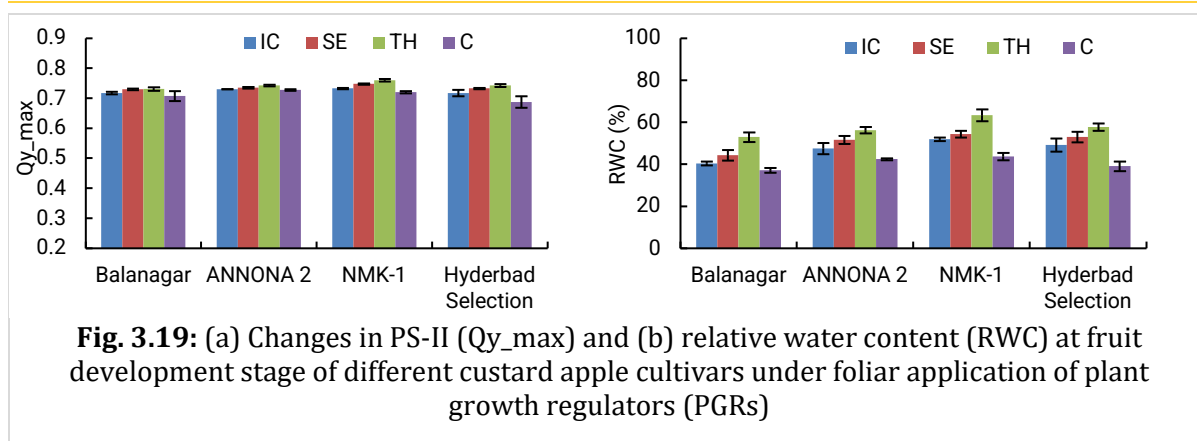 0.9
0.8
0.7
0.6
0.5
0.4
0.3
0.2
Qy_max
IC SE TH C
Balanagar ANNONA 2 NMK-1 Hyderbad
Selection
100
80
60
40
20
0
RWC (%)
IC SE TH C
Balanagar ANNONA 2 NMK-1 Hyderbad
Selection
Fig. 3.19: (a) Changes in PS-II (Qy_max) and (b) relative water content (RWC) at fruit
development stage of different custard apple cultivars under foliar application of plant
growth regulators (PGRs)